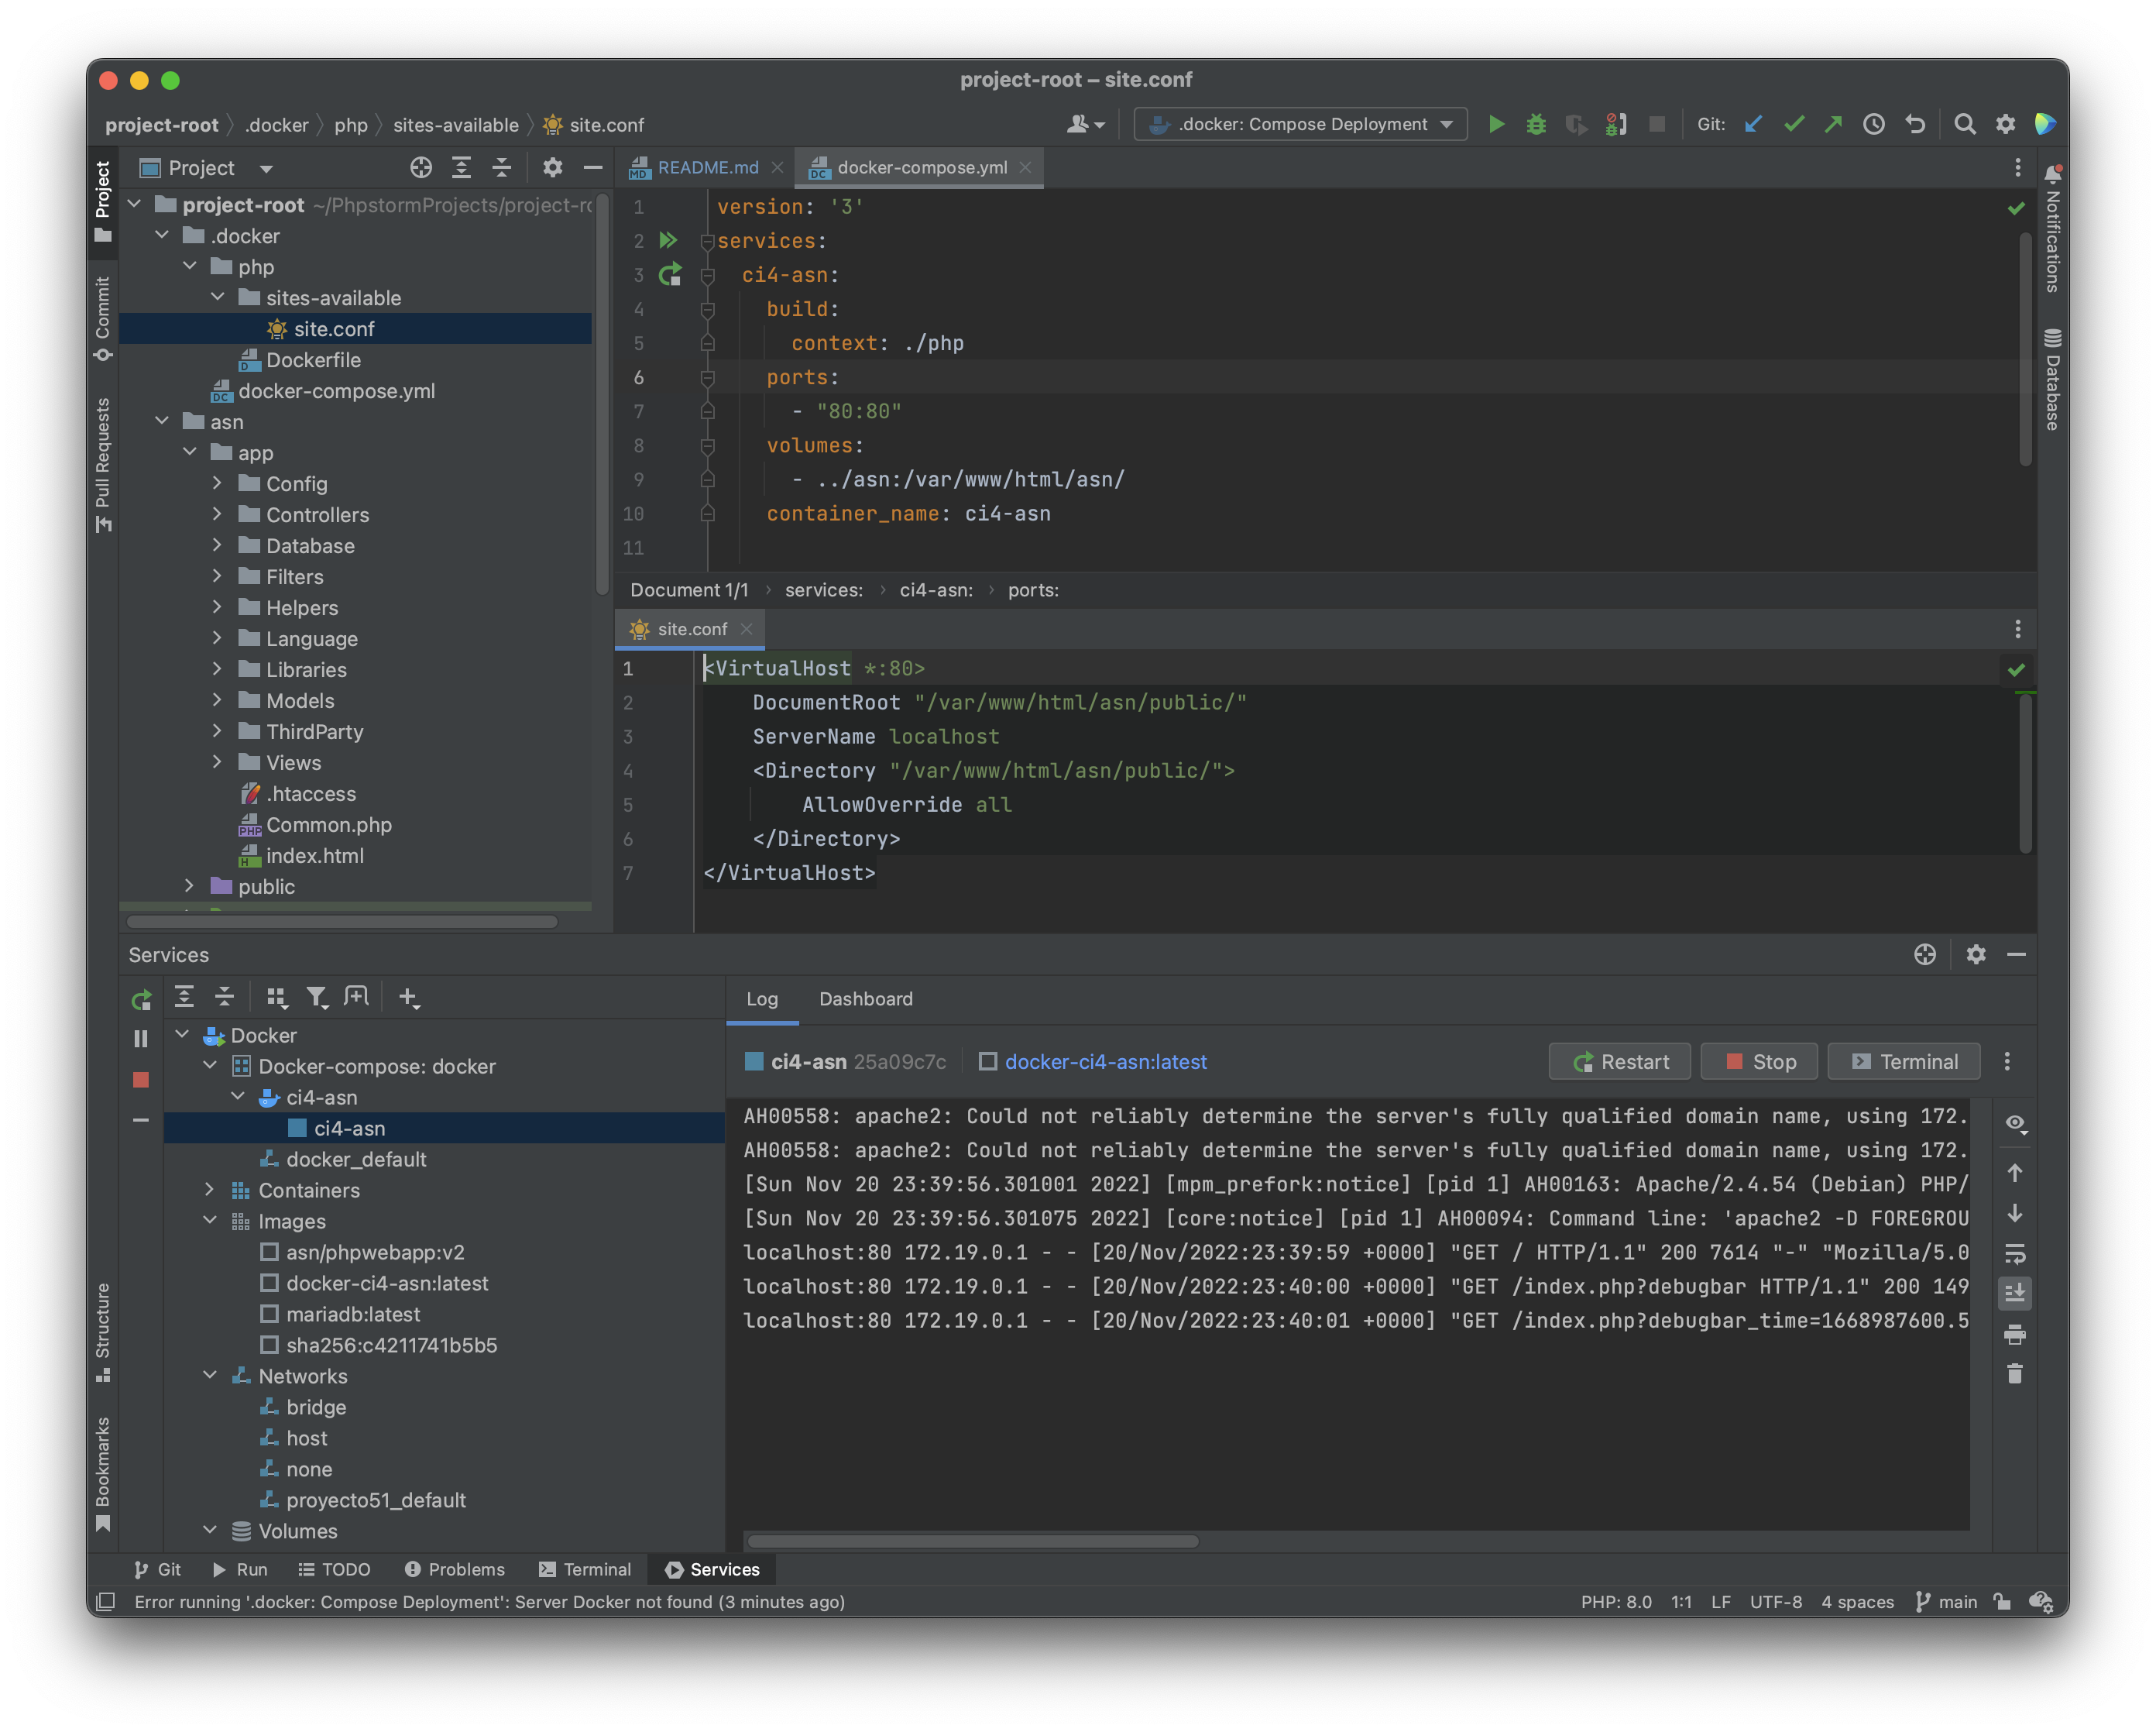 project-root – site.conf
project-root .docker php sites-available site.conf
.docker: Compose Deployment
Git:
Project
Commit
Pull Requests
Structure
Bookmarks
Notifications
Database
Project
project-root ~/PhpstormProjects/project-ro
.docker
php
sites-available
site.conf
Dockerfile
docker-compose.yml
asn
app
Config
Controllers
Database
Filters
Helpers
Language
Libraries
Models
ThirdParty
Views
.htaccess
Common.php
index.html
public
README.md docker-compose.yml
1 version: '3'
2 services:
3 ci4-asn:
4 build:
5 context: ./php
6 ports:
7 - "80:80"
8 volumes:
9 - ../asn:/var/www/html/asn/
10 container_name: ci4-asn
11
Document 1/1 services: ci4-asn: ports:
site.conf
1 <VirtualHost *:80>
2 DocumentRoot "/var/www/html/asn/public/"
3 ServerName localhost
4 <Directory "/var/www/html/asn/public/">
5 AllowOverride all
6 </Directory>
7 </VirtualHost>
Services
Docker
Docker-compose: docker
ci4-asn
ci4-asn
docker_default
Containers
Images
asn/phpwebapp:v2
docker-ci4-asn:latest
mariadb:latest
sha256:c4211741b5b5
Networks
bridge
host
none
proyecto51_default
Volumes
Log Dashboard
ci4-asn 25a09c7c docker-ci4-asn:latest Restart Stop Terminal
AH00558: apache2: Could not reliably determine the server's fully qualified domain name, using 172.
AH00558: apache2: Could not reliably determine the server's fully qualified domain name, using 172.
[Sun Nov 20 23:39:56.301001 2022] [mpm_prefork:notice] [pid 1] AH00163: Apache/2.4.54 (Debian) PHP/
[Sun Nov 20 23:39:56.301075 2022] [core:notice] [pid 1] AH00094: Command line: 'apache2 -D FOREGROU
localhost:80 172.19.0.1 - - [20/Nov/2022:23:39:59 +0000] "GET / HTTP/1.1" 200 7614 "-" "Mozilla/5.0
localhost:80 172.19.0.1 - - [20/Nov/2022:23:40:00 +0000] "GET /index.php?debugbar HTTP/1.1" 200 149
localhost:80 172.19.0.1 - - [20/Nov/2022:23:40:01 +0000] "GET /index.php?debugbar_time=1668987600.5
Git Run TODO Problems Terminal Services
Error running '.docker: Compose Deployment': Server Docker not found (3 minutes ago) PHP: 8.0 1:1 LF UTF-8 4 spaces main